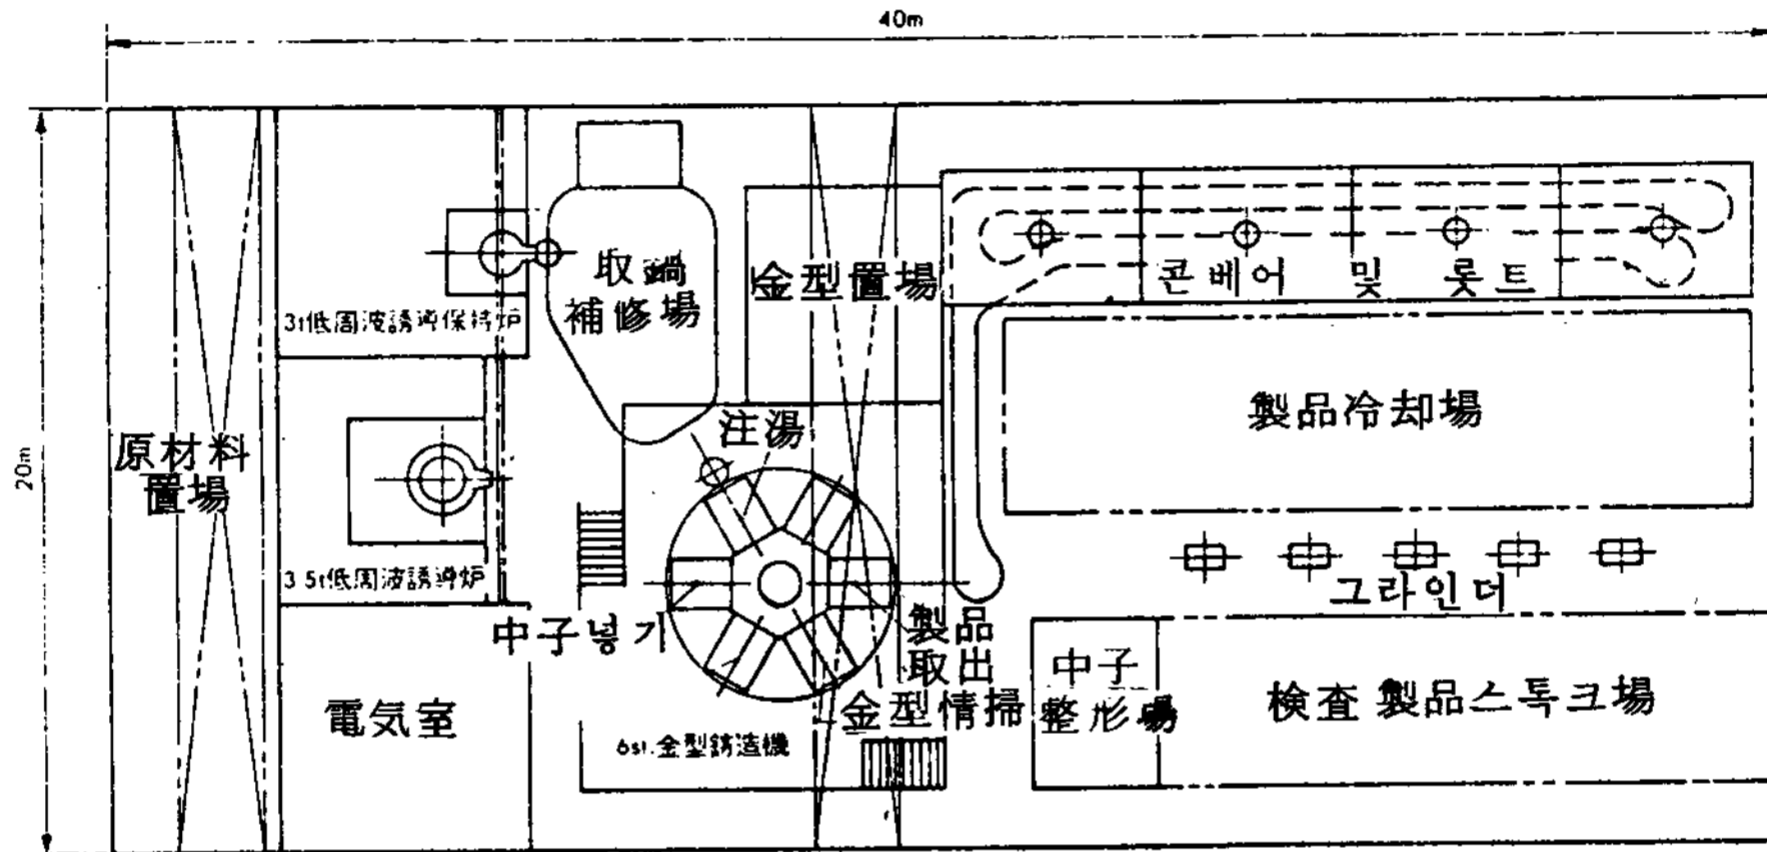 40m
20m
原材料
置場
3t低周波誘導保持炉
3.5t低周波誘導炉
電気室
取鍋
補修場
金型置場
注湯
中子넣기
製品
取出
金型情掃
6st.金型鋳造機
콘베어 및 롯트
製品冷却場
그라인더
中子
整形場
検査 製品스톡크場